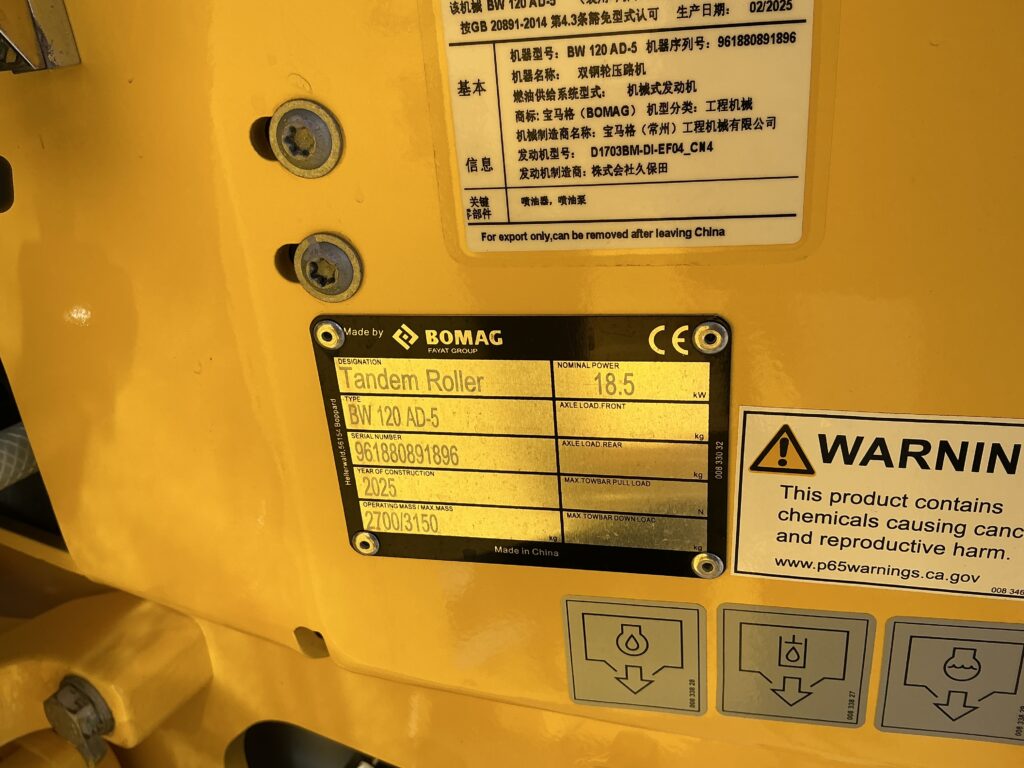 该机械 BW 120 AD-5
按GB 20891-2014 第4.3条豁免型式认可 生产日期: 02/2025
基本
信息
机器型号: BW 120 AD-5 机器序列号: 961880891896
机器名称: 双钢轮压路机
燃油供给系统型式: 机械式发动机
商标: 宝马格 (BOMAG) 机型分类: 工程机械
机械制造商名称: 宝马格 (常州) 工程机械有限公司
发动机型号: D1703BM-DI-EF04_CN4
发动机制造商: 株式会社久保田
关键
零部件
喷油器, 喷油泵
For export only,can be removed after leaving China
Made by BOMAG
FAYAT GROUP
CE
DESIGNATION
Tandem Roller
NOMINAL POWER
18.5 kW
TYPE
BW 120 AD-5
AXLE LOAD.FRONT
kg
SERIAL NUMBER
961880891896
AXLE LOAD.REAR
kg
YEAR OF CONSTRUCTION
2025
MAX.TOWBAR PULL LOAD
N
OPERATING MASS / MAX.MASS
2700/3150 kg
MAX.TOWBAR DOWN LOAD
kg
Hellerwald,56154 Boppard
008 330 32
Made in China
WARNIN
This product contains
chemicals causing canc
and reproductive harm.
www.p65warnings.ca.gov
008 346
008 338 28
008 338 27